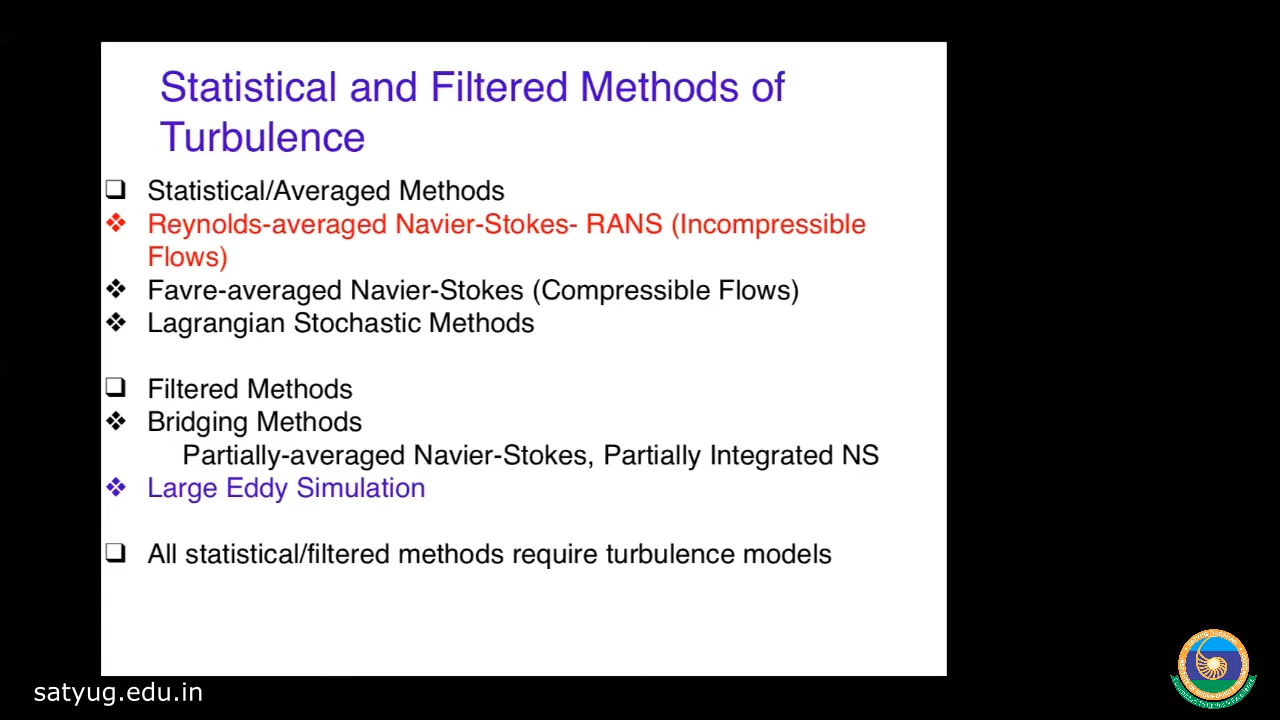 Statistical and Filtered Methods of
Turbulence
❑ Statistical/Averaged Methods
❖ Reynolds-averaged Navier-Stokes- RANS (Incompressible
Flows)
❖ Favre-averaged Navier-Stokes (Compressible Flows)
❖ Lagrangian Stochastic Methods
❑ Filtered Methods
❖ Bridging Methods
Partially-averaged Navier-Stokes, Partially Integrated NS
❖ Large Eddy Simulation
❑ All statistical/filtered methods require turbulence models
satyug.edu.in